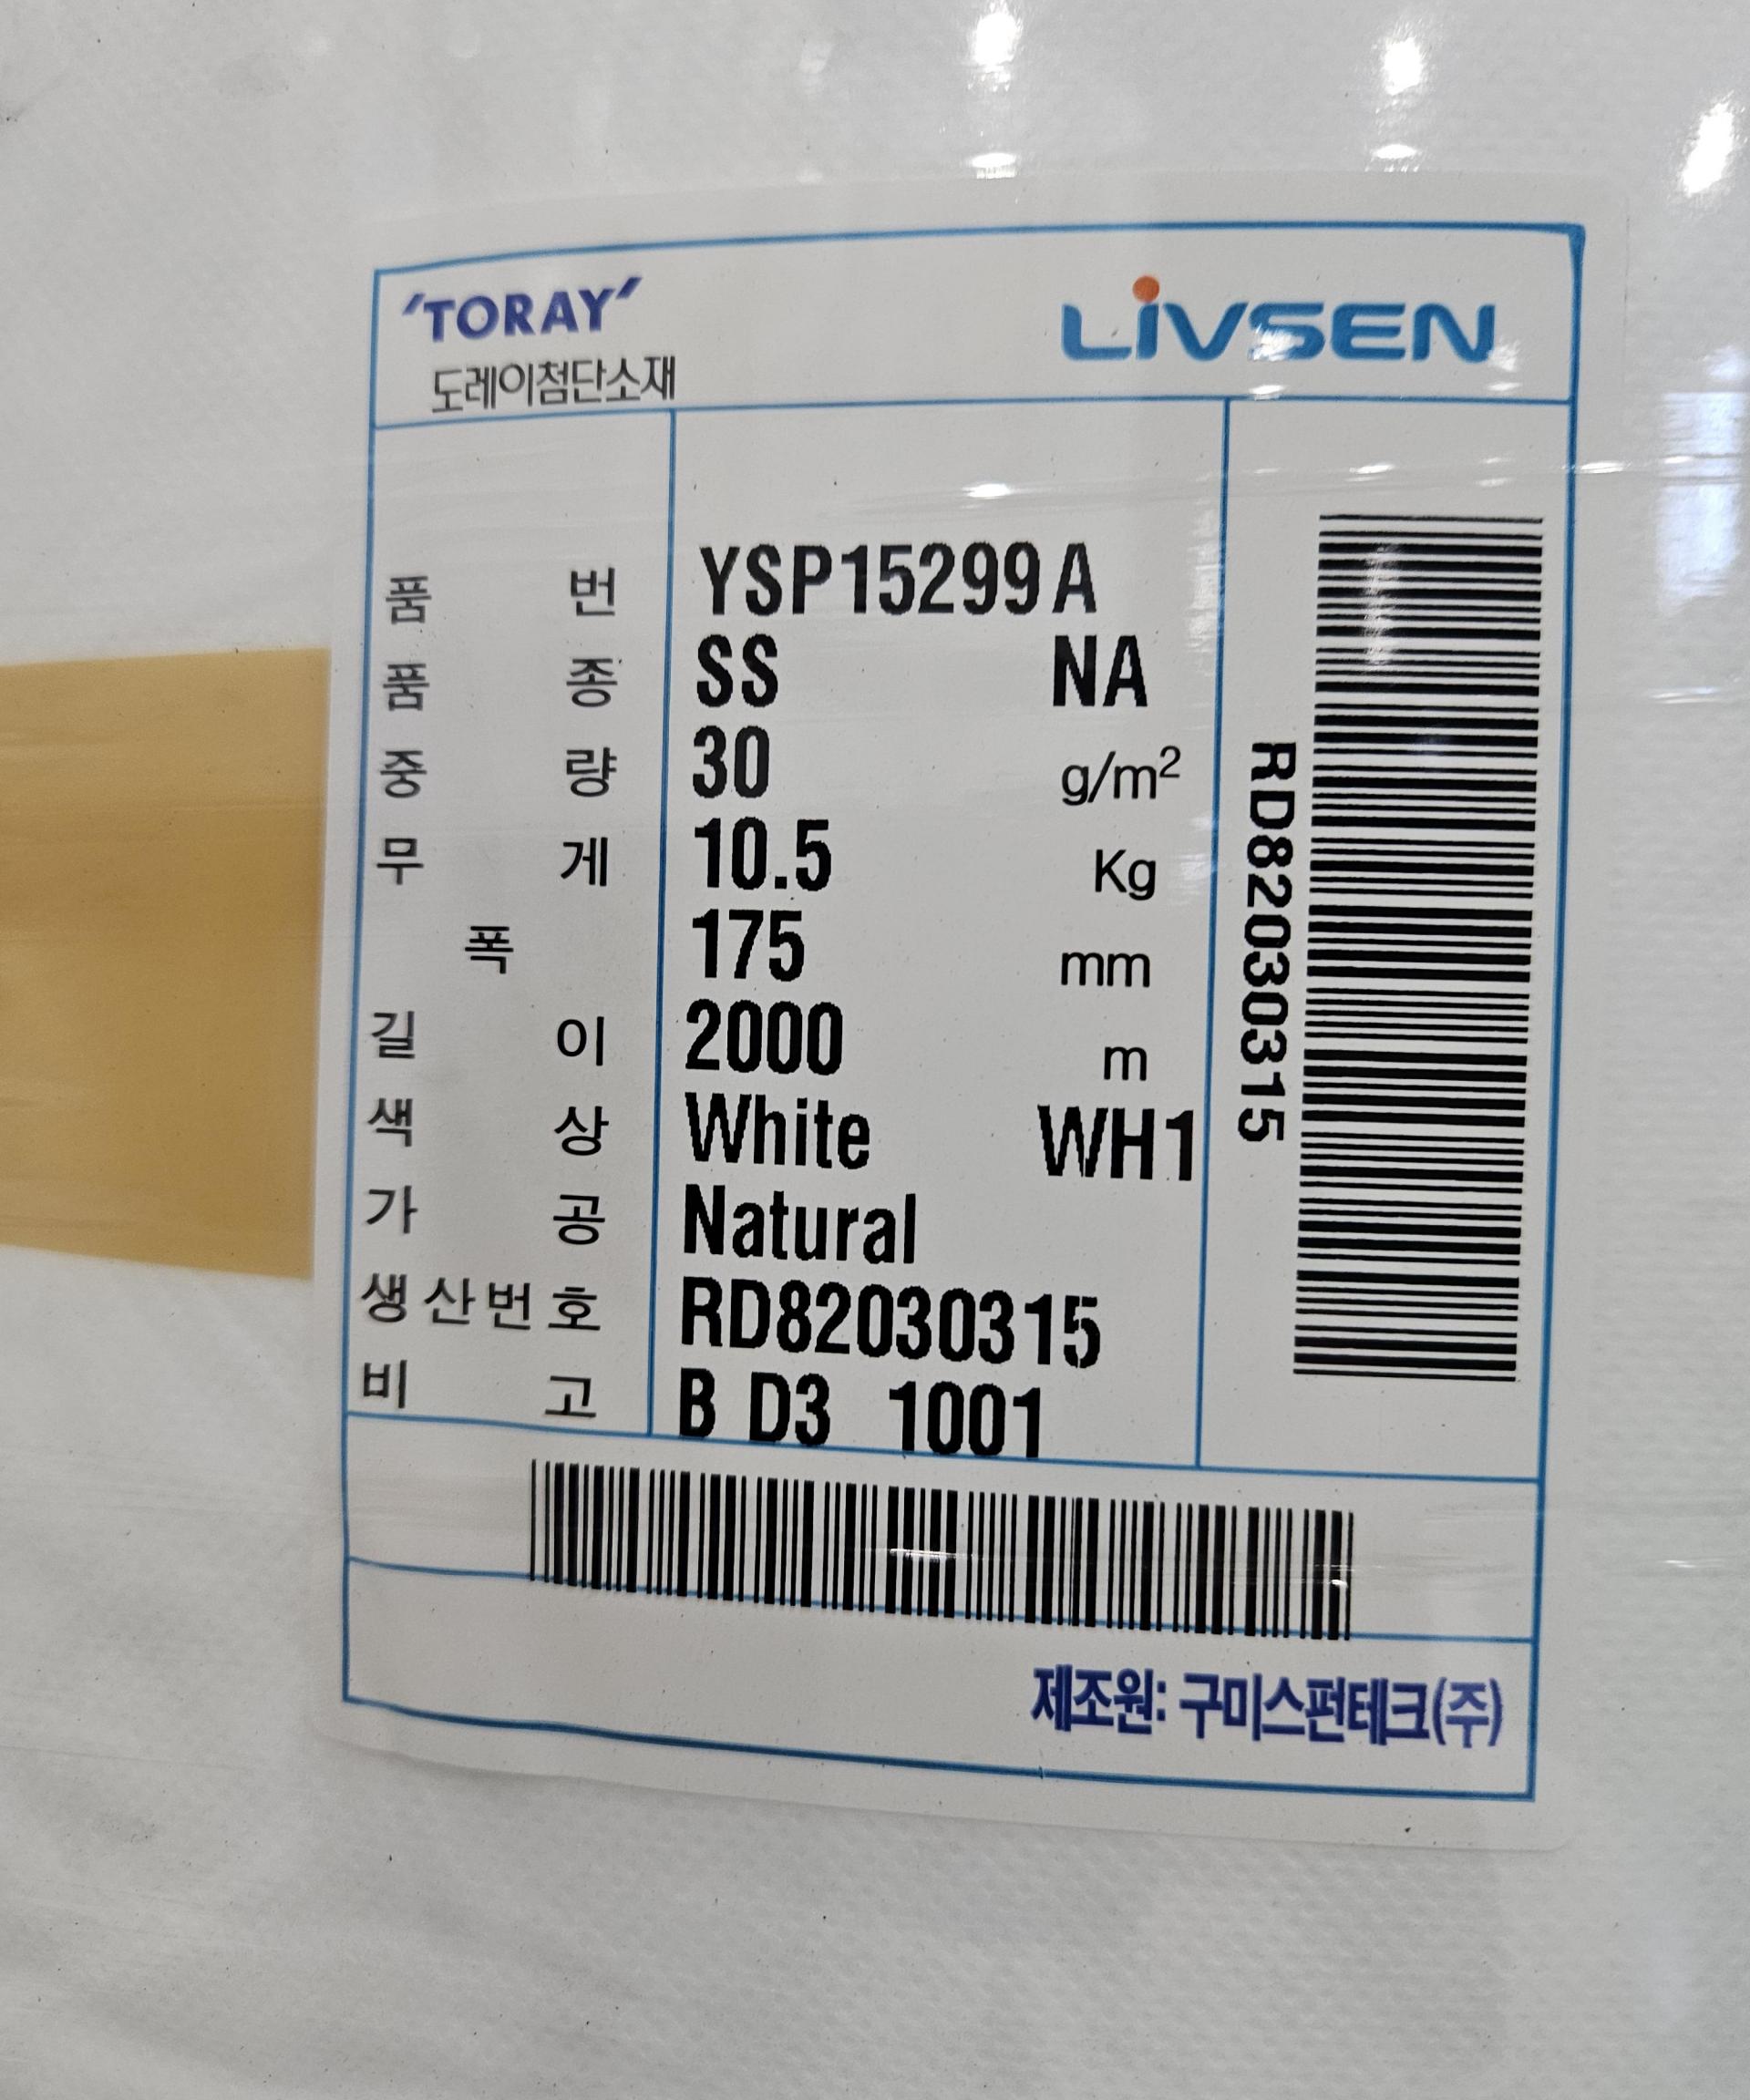 'TORAY'
도레이첨단소재
LiVSEN
품 번 YSP15299A
품 종 SS NA
중 량 30 g/m²
무 게 10.5 Kg
폭 175 mm
길 이 2000 m
색 상 White WH1
가 공 Natural
생산번호 RD82030315
비 고 B D3 1001
RD82030315
제조원: 구미스펀테크(주)